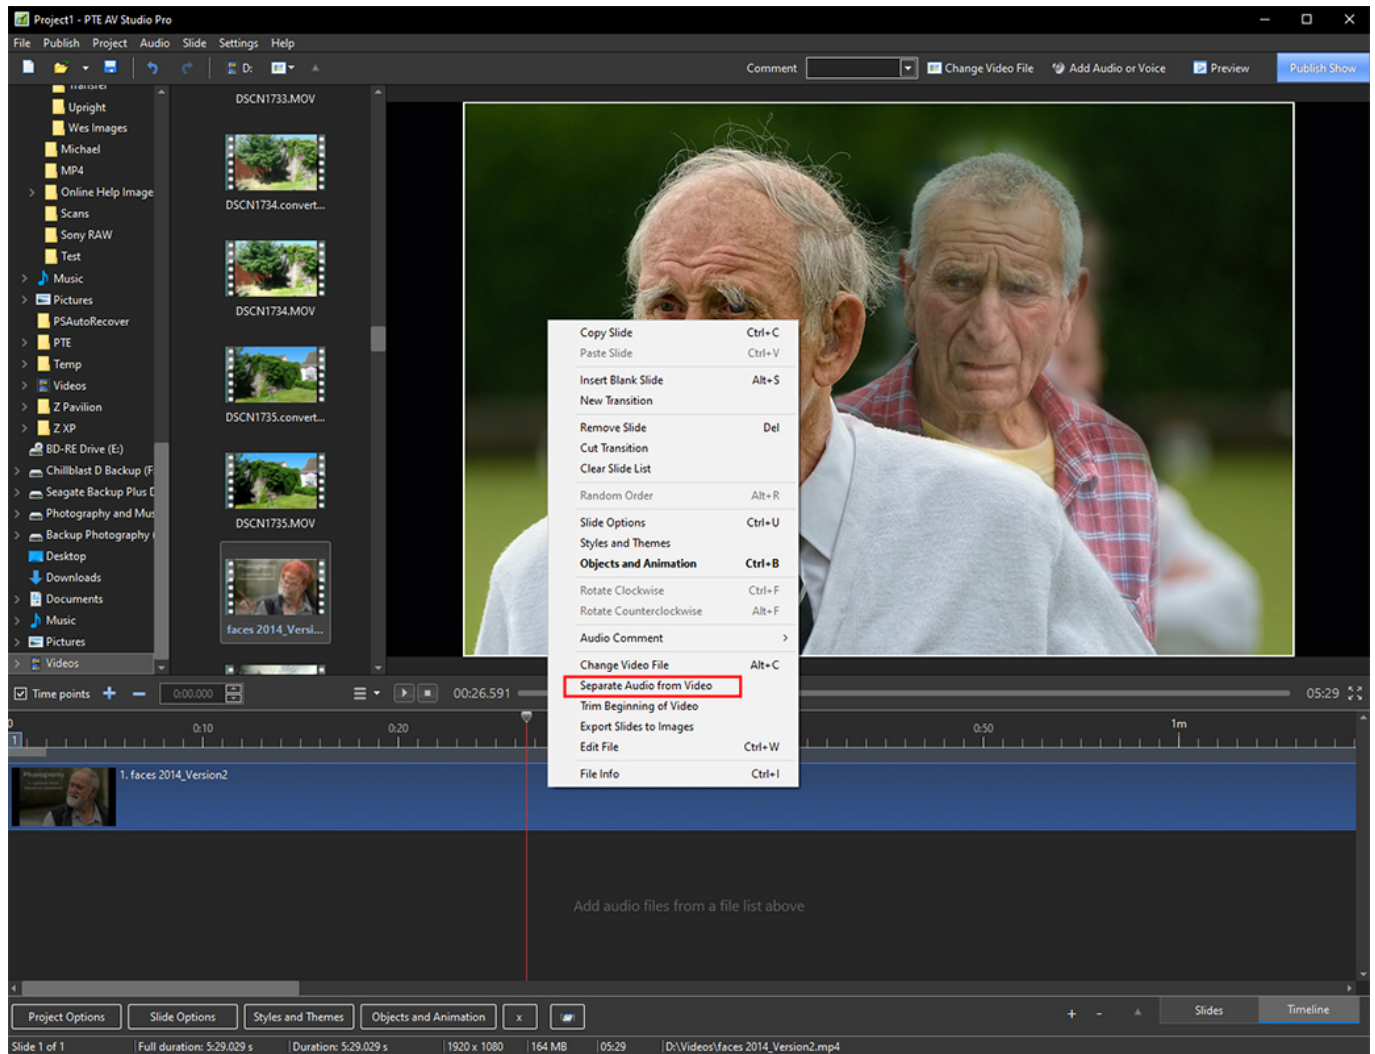 Project1 - PTE AV Studio Pro
File Publish Project Audio Slide Settings Help
D:
Comment
Change Video File
Add Audio or Voice
Preview
Publish Show
Transfer
Upright
Wes Images
Michael
MP4
Online Help Image
Scans
Sony RAW
Test
Music
Pictures
PSAutoRecover
PTE
Temp
Videos
Z Pavilion
Z XP
BD-RE Drive (E:)
Chillblast D Backup (F:
Seagate Backup Plus D
Photography and Mus
Backup Photography (
Desktop
Downloads
Documents
Music
Pictures
Videos
DSCN1733.MOV
DSCN1734.convert...
DSCN1734.MOV
DSCN1735.convert...
DSCN1735.MOV
faces 2014_Versi...
Copy Slide Ctrl+C
Paste Slide Ctrl+V
Insert Blank Slide Alt+S
New Transition
Remove Slide Del
Cut Transition
Clear Slide List
Random Order Alt+R
Slide Options Ctrl+U
Styles and Themes
Objects and Animation Ctrl+B
Rotate Clockwise Ctrl+F
Rotate Counterclockwise Alt+F
Audio Comment
Change Video File Alt+C
Separate Audio from Video
Trim Beginning of Video
Export Slides to Images
Edit File Ctrl+W
File Info Ctrl+I
Time points + − 0:00.000
00:26.591
05:29
0 0:10 0:20 0:50 1m
1
1. faces 2014_Version2
Add audio files from a file list above
Project Options
Slide Options
Styles and Themes
Objects and Animation
x
+ -
Slides
Timeline
Slide 1 of 1 Full duration: 5:29.029 s Duration: 5:29.029 s 1920 x 1080 164 MB 05:29 D:\Videos\faces 2014_Version2.mp4